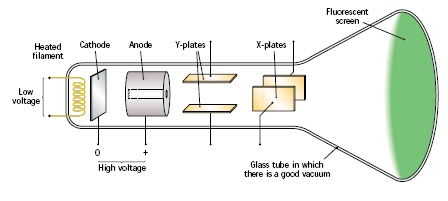 Fluorescent
screen
Heated
filament
Cathode
Anode
Y-plates
X-plates
Low
voltage
0
+
High voltage
Glass tube in which
there is a good vacuum